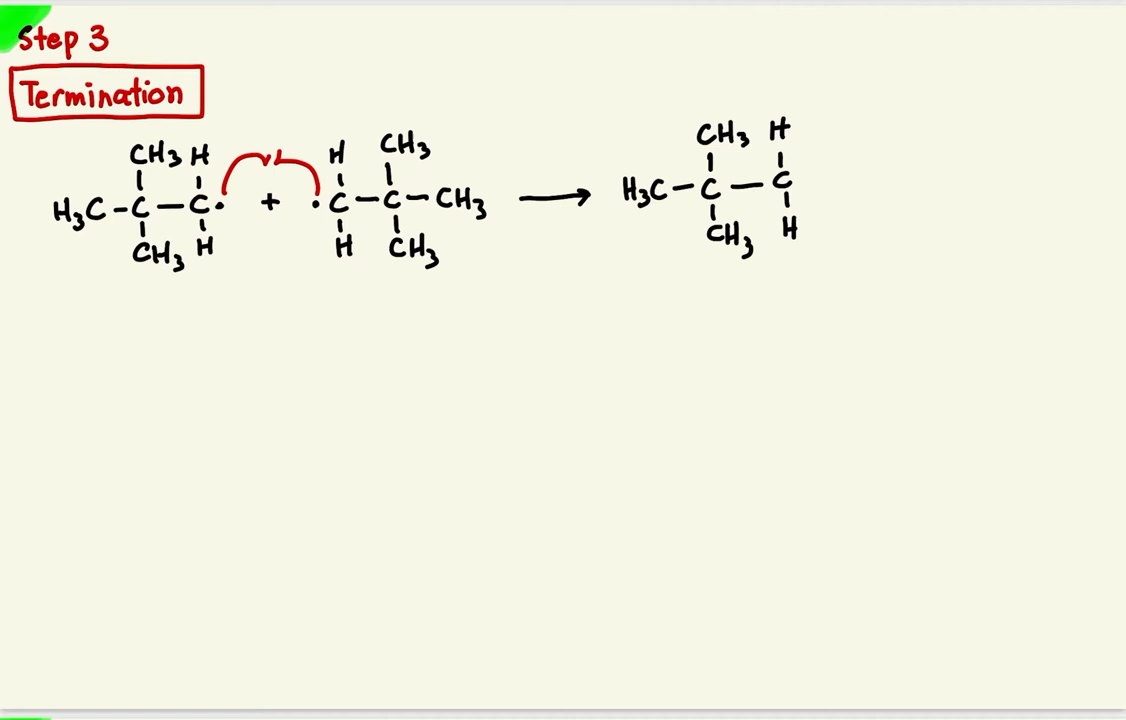 Step 3
Termination
CH3 H H CH3 CH3 H
H3C-C-C· + ·C-C-CH3 → H3C-C-C
CH3 H H CH3 CH3 H